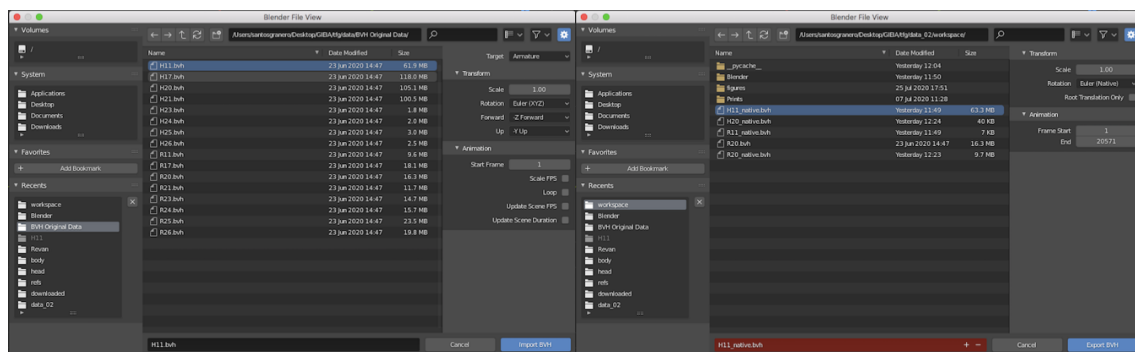 Blender File View
Volumes
/
System
Applications
Desktop
Documents
Downloads
Favorites
+ Add Bookmark
Recents
workspace
Blender
BVH Original Data
H11
Revan
body
head
refs
downloaded
data_02
/Users/santosgranero/Desktop/GIBA/tfg/data/BVH Original Data/
Name Date Modified Size
H11.bvh 23 Jun 2020 14:47 61.9 MB
H17.bvh 23 Jun 2020 14:47 118.0 MB
H20.bvh 23 Jun 2020 14:47 105.1 MB
H21.bvh 23 Jun 2020 14:47 100.5 MB
H23.bvh 23 Jun 2020 14:47 1.8 MB
H24.bvh 23 Jun 2020 14:47 2.0 MB
H25.bvh 23 Jun 2020 14:47 3.0 MB
H26.bvh 23 Jun 2020 14:47 2.5 MB
R11.bvh 23 Jun 2020 14:47 9.6 MB
R17.bvh 23 Jun 2020 14:47 18.1 MB
R20.bvh 23 Jun 2020 14:47 16.3 MB
R21.bvh 23 Jun 2020 14:47 11.7 MB
R23.bvh 23 Jun 2020 14:47 14.7 MB
R24.bvh 23 Jun 2020 14:47 15.7 MB
R25.bvh 23 Jun 2020 14:47 23.5 MB
R26.bvh 23 Jun 2020 14:47 19.8 MB
Target Armature
Transform
Scale 1.00
Rotation Euler (XYZ)
Forward -Z Forward
Up Y Up
Animation
Start Frame 1
Scale FPS
Loop
Update Scene FPS
Update Scene Duration
H11.bvh
Cancel Import BVH
Blender File View
Volumes
/
System
Applications
Desktop
Documents
Downloads
Favorites
+ Add Bookmark
Recents
workspace
Blender
BVH Original Data
H11
Revan
body
head
refs
downloaded
data_02
/Users/santosgranero/Desktop/GIBA/tfg/data_02/workspace/
Name Date Modified Size
__pycache__ Yesterday 12:04
Blender Yesterday 11:50
figures 25 Jul 2020 17:51
Prints 07 Jul 2020 11:28
H11_native.bvh Yesterday 11:49 63.3 MB
H20_native.bvh Yesterday 12:24 40 KB
R11_native.bvh Yesterday 11:49 7 KB
R20.bvh 23 Jun 2020 14:47 16.3 MB
R20_native.bvh Yesterday 12:23 9.7 MB
Transform
Scale 1.00
Rotation Euler (Native)
Root Translation Only
Animation
Frame Start 1
End 20571
H11_native.bvh + −
Cancel Export BVH